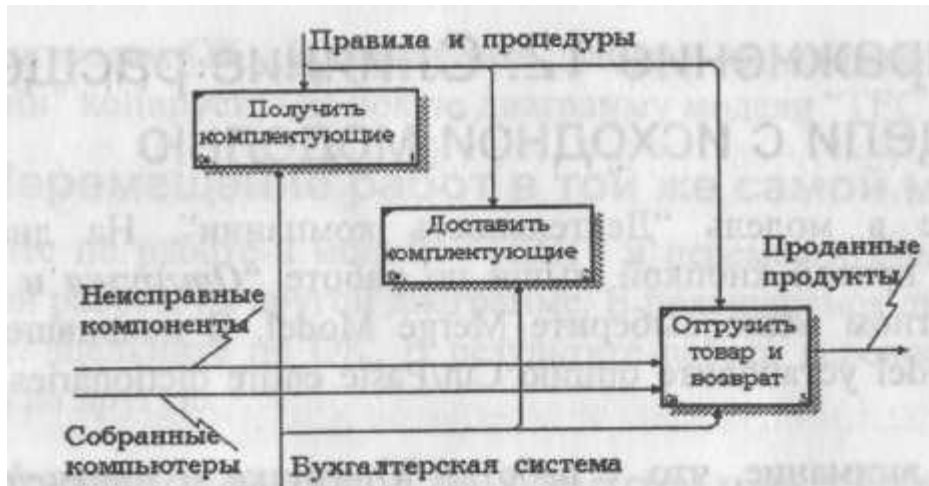 Правила и процедуры
Получить
комплектующие
Доставить
комплектующие
Проданные
продукты
Неисправные
компоненты
Отгрузить
товар и
возврат
Собранные
компьютеры
Бухгалтерская система